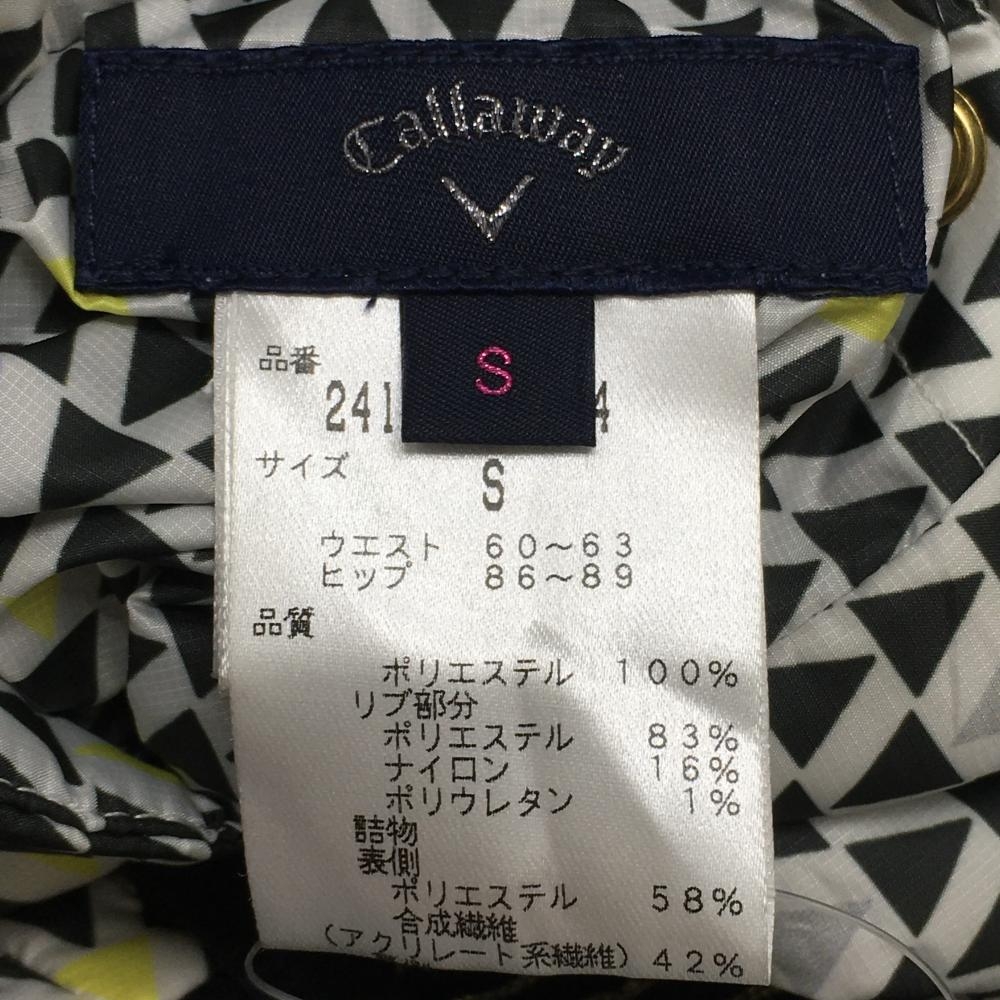 Callaway
S
品番
241 4
サイズ
S
ウエスト 60～63
ヒップ 86～89
品質
ポリエステル 100%
リブ部分
ポリエステル 83%
ナイロン 16%
ポリウレタン 1%
詰物
表側
ポリエステル 58%
合成繊維
(アクリレート系繊維) 42%